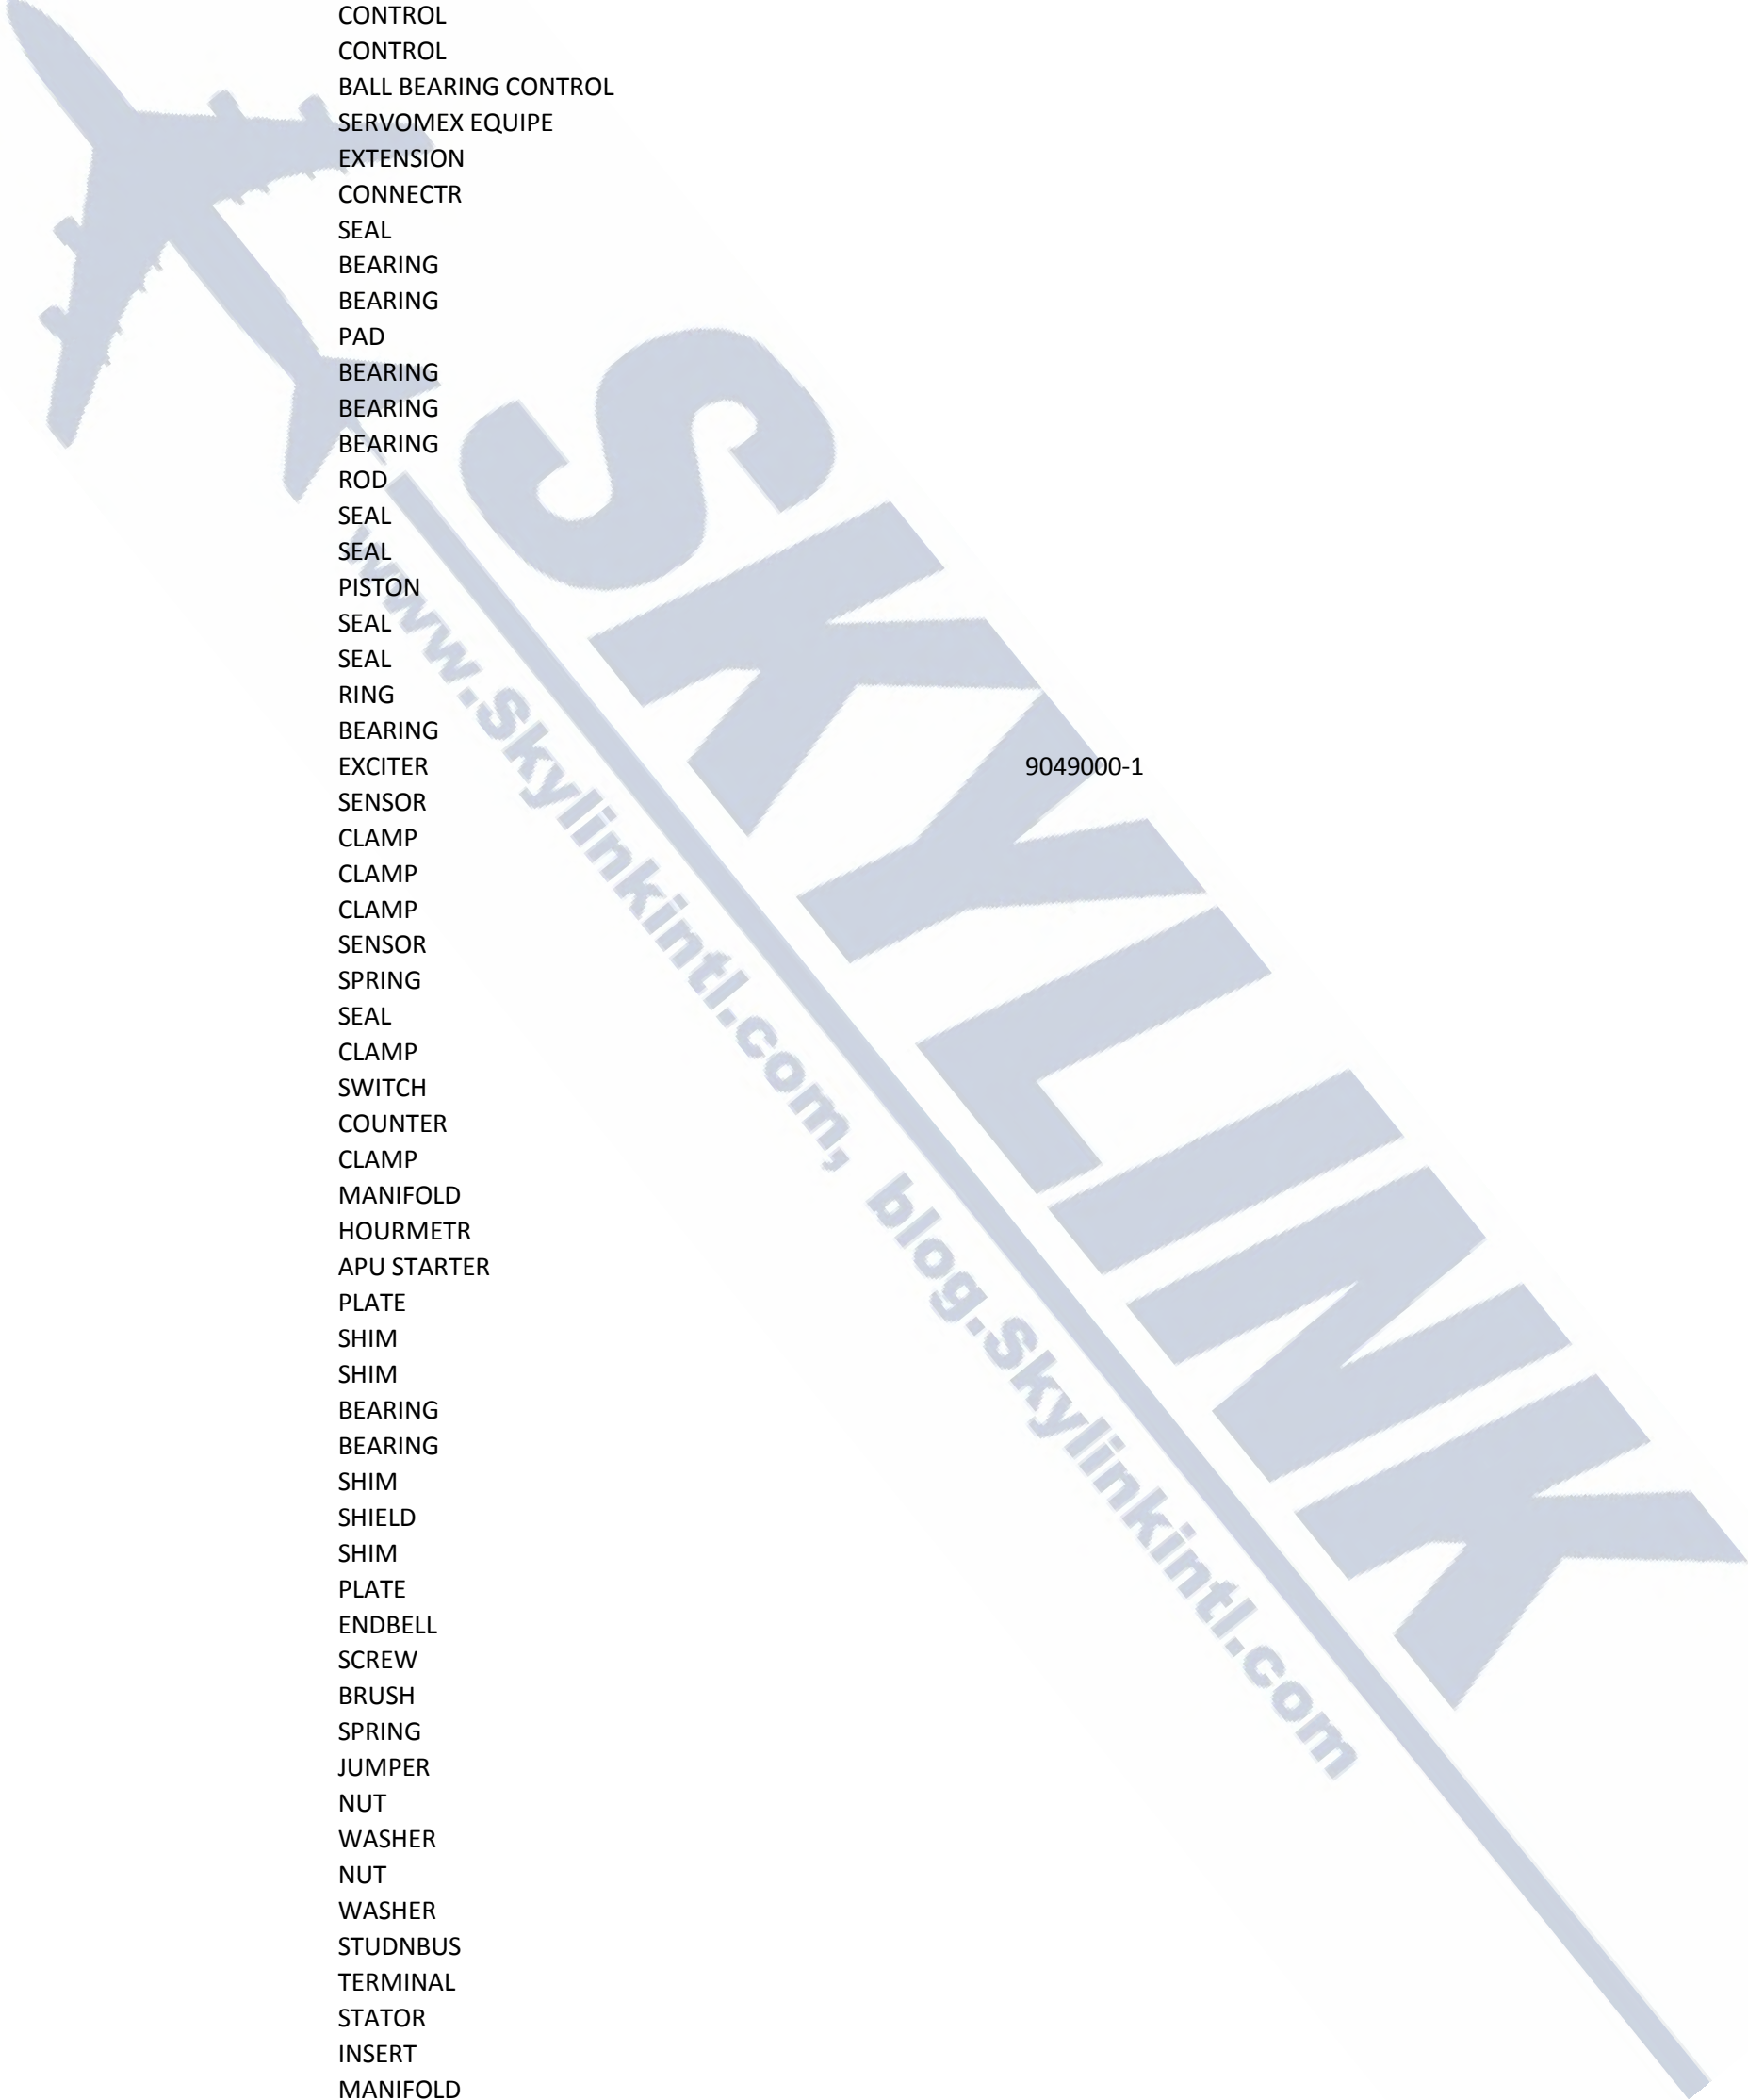 CONTROL
CONTROL
BALL BEARING CONTROL
SERVOMEX EQUIPE
EXTENSION
CONNECTR
SEAL
BEARING
BEARING
PAD
BEARING
BEARING
BEARING
ROD
SEAL
SEAL
PISTON
SEAL
SEAL
RING
BEARING
EXCITER 9049000-1
SENSOR
CLAMP
CLAMP
CLAMP
SENSOR
SPRING
SEAL
CLAMP
SWITCH
COUNTER
CLAMP
MANIFOLD
HOURMETR
APU STARTER
PLATE
SHIM
SHIM
BEARING
BEARING
SHIM
SHIELD
SHIM
PLATE
ENDBELL
SCREW
BRUSH
SPRING
JUMPER
NUT
WASHER
NUT
WASHER
STUDNBUS
TERMINAL
STATOR
INSERT
MANIFOLD
SKYLINK
www.Skylinkintl.com, blog.Skylinkintl.com